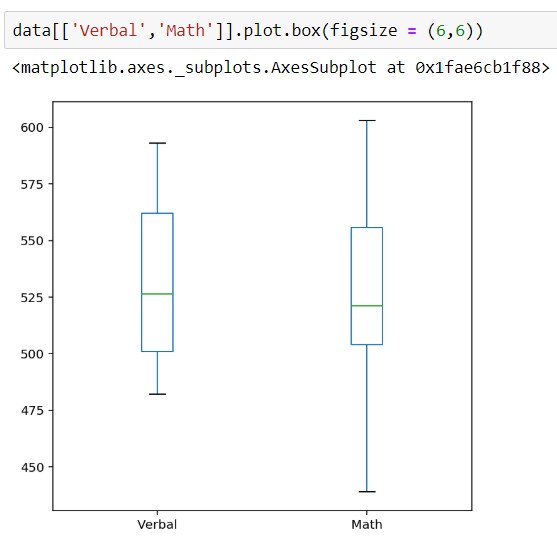 data[['Verbal','Math']].plot.box(figsize = (6,6))
<matplotlib.axes._subplots.AxesSubplot at 0x1fae6cb1f88>
600
575
550
525
500
475
450
Verbal Math